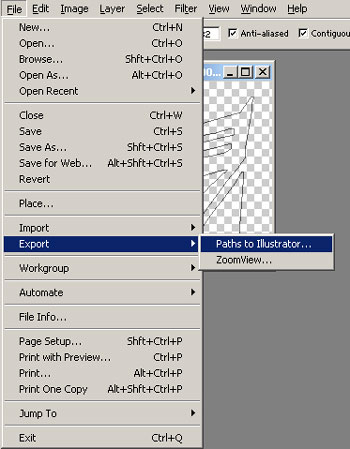 File Edit Image Layer Select Filter View Window Help
Anti-aliased Contiguou
New... Ctrl+N
Open... Ctrl+O
Browse... Shft+Ctrl+O
Open As... Alt+Ctrl+O
Open Recent
Close Ctrl+W
Save Ctrl+S
Save As... Shft+Ctrl+S
Save for Web... Alt+Shft+Ctrl+S
Revert
Place...
Import
Export
Paths to Illustrator...
ZoomView...
Workgroup
Automate
File Info...
Page Setup... Shft+Ctrl+P
Print with Preview... Ctrl+P
Print... Alt+Ctrl+P
Print One Copy Alt+Shft+Ctrl+P
Jump To
Exit Ctrl+Q